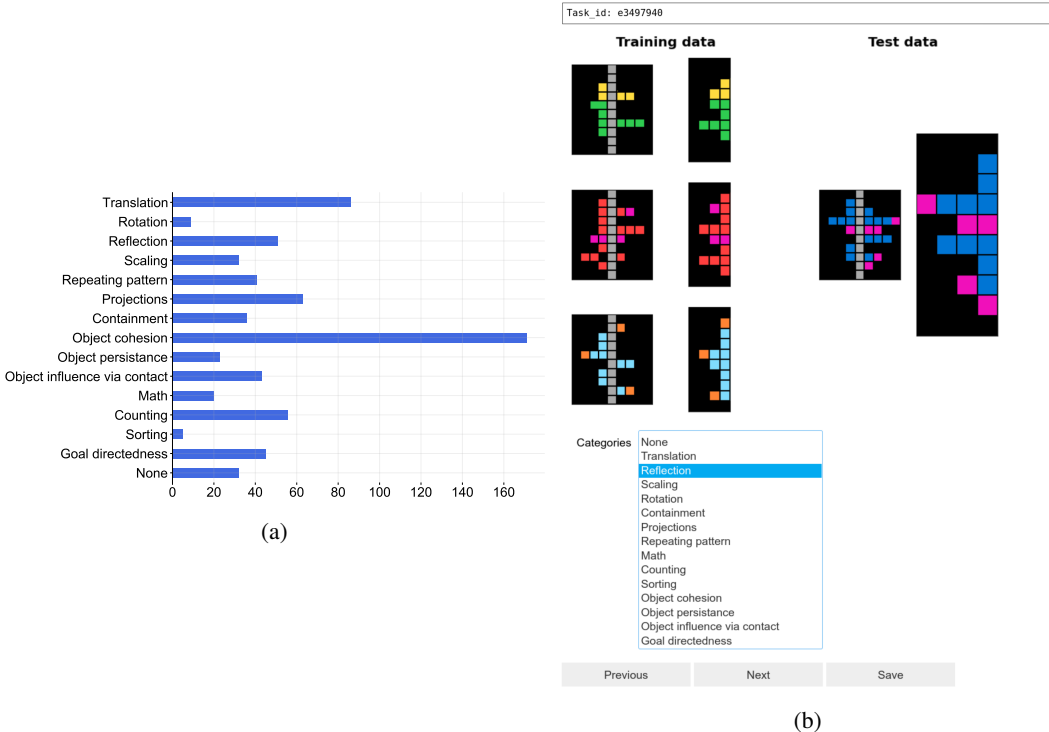 Translation
Rotation
Reflection
Scaling
Repeating pattern
Projections
Containment
Object cohesion
Object persistance
Object influence via contact
Math
Counting
Sorting
Goal directedness
None
0 20 40 60 80 100 120 140 160
(a)
Task_id: e3497940
Training data
Test data
Categories
None
Translation
Reflection
Scaling
Rotation
Containment
Projections
Repeating pattern
Math
Counting
Sorting
Object cohesion
Object persistance
Object influence via contact
Goal directedness
Previous
Next
Save
(b)